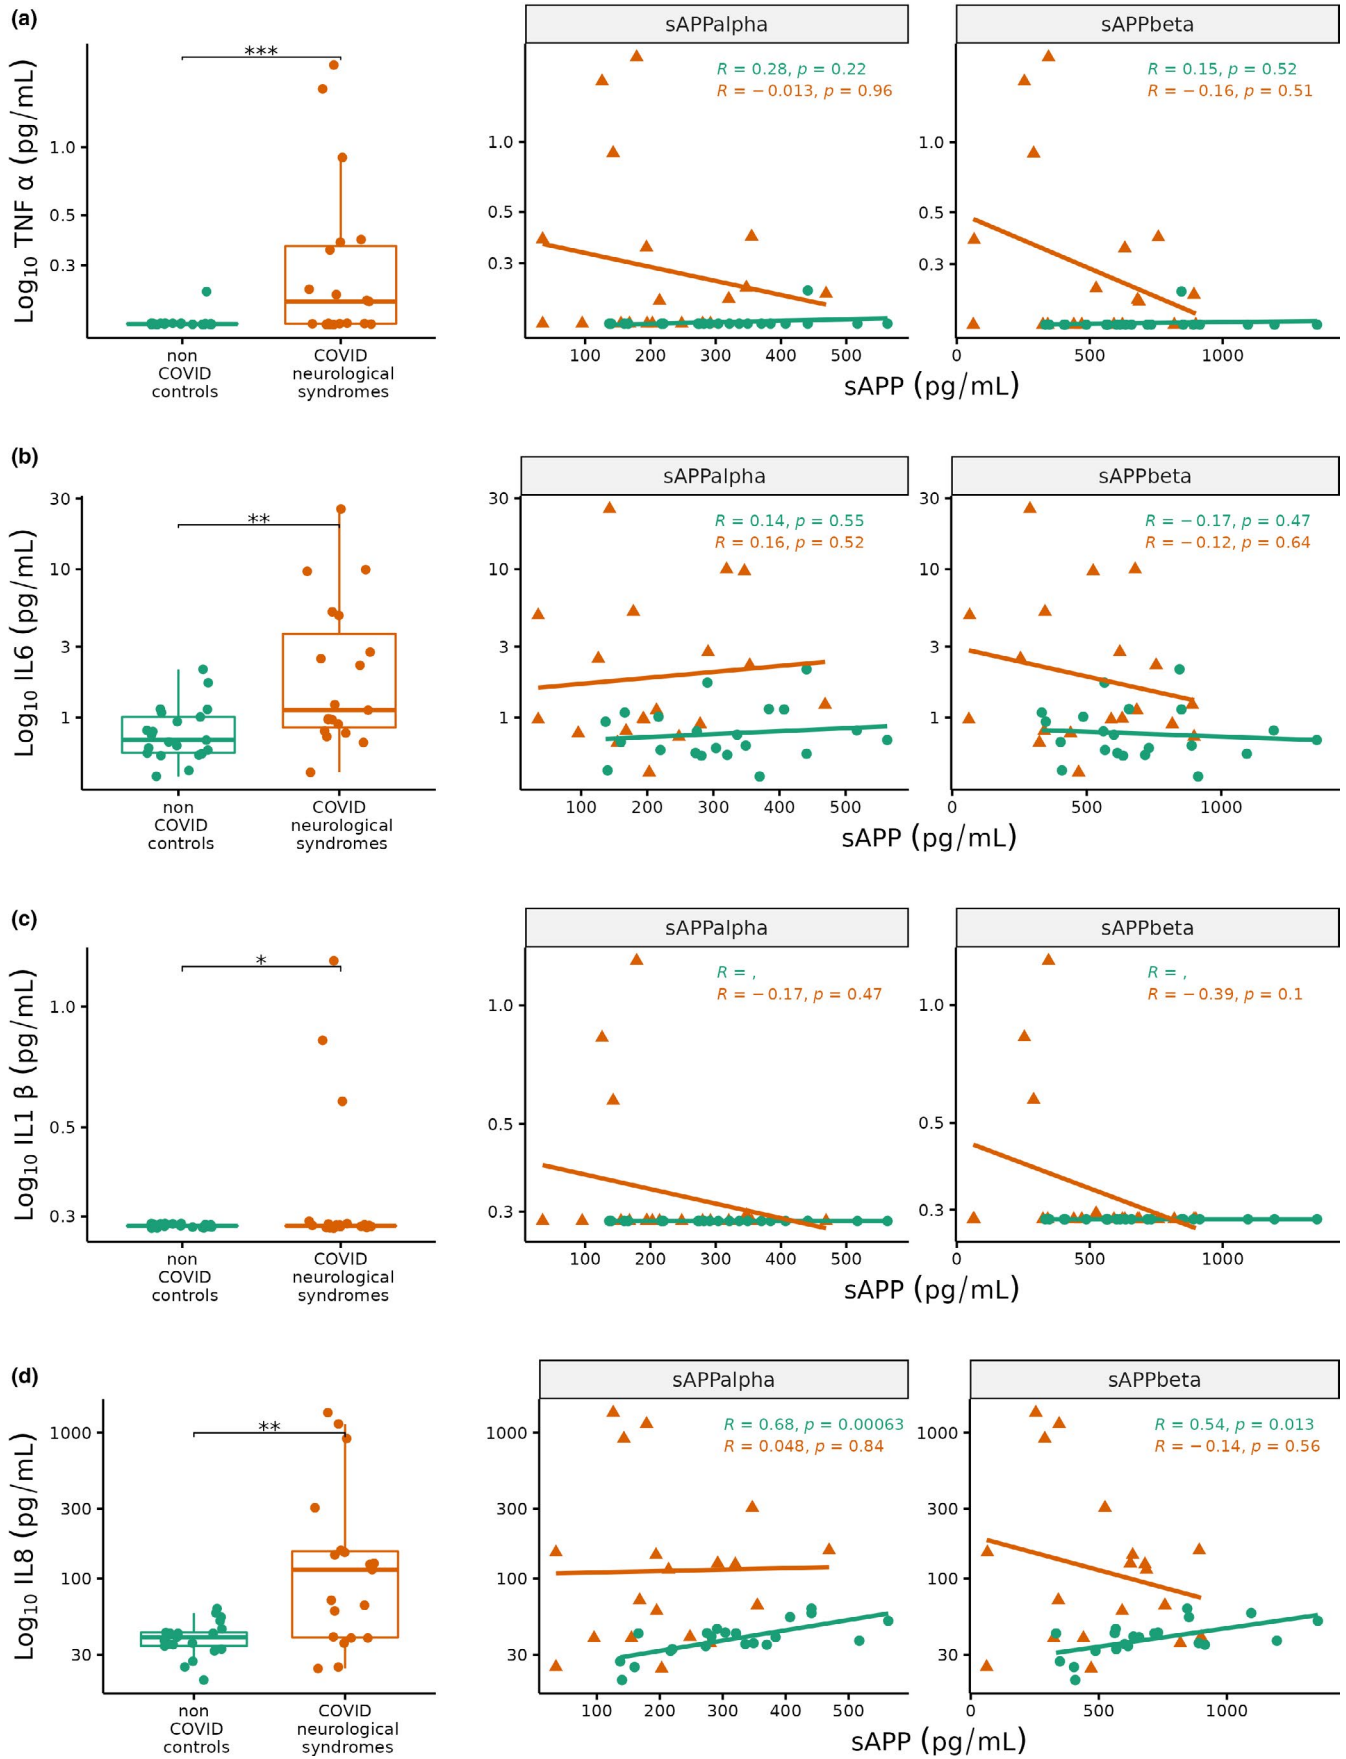 (a)
Log10 TNF α (pg/mL)
1.0
0.5
0.3
***
non
COVID
controls
COVID
neurological
syndromes
sAPPalpha
R = 0.28, p = 0.22
R = −0.013, p = 0.96
1.0
0.5
0.3
100 200 300 400 500
sAPPbeta
R = 0.15, p = 0.52
R = −0.16, p = 0.51
1.0
0.5
0.3
0 500 1000
sAPP (pg/mL)
(b)
Log10 IL6 (pg/mL)
30
10
3
1
**
non
COVID
controls
COVID
neurological
syndromes
sAPPalpha
R = 0.14, p = 0.55
R = 0.16, p = 0.52
30
10
3
1
100 200 300 400 500
sAPPbeta
R = −0.17, p = 0.47
R = −0.12, p = 0.64
30
10
3
1
0 500 1000
sAPP (pg/mL)
(c)
Log10 IL1 β (pg/mL)
1.0
0.5
0.3
*
non
COVID
controls
COVID
neurological
syndromes
sAPPalpha
R = ,
R = −0.17, p = 0.47
1.0
0.5
0.3
100 200 300 400 500
sAPPbeta
R = ,
R = −0.39, p = 0.1
1.0
0.5
0.3
0 500 1000
sAPP (pg/mL)
(d)
Log10 IL8 (pg/mL)
1000
300
100
30
**
non
COVID
controls
COVID
neurological
syndromes
sAPPalpha
R = 0.68, p = 0.00063
R = 0.048, p = 0.84
1000
300
100
30
100 200 300 400 500
sAPPbeta
R = 0.54, p = 0.013
R = −0.14, p = 0.56
1000
300
100
30
0 500 1000
sAPP (pg/mL)